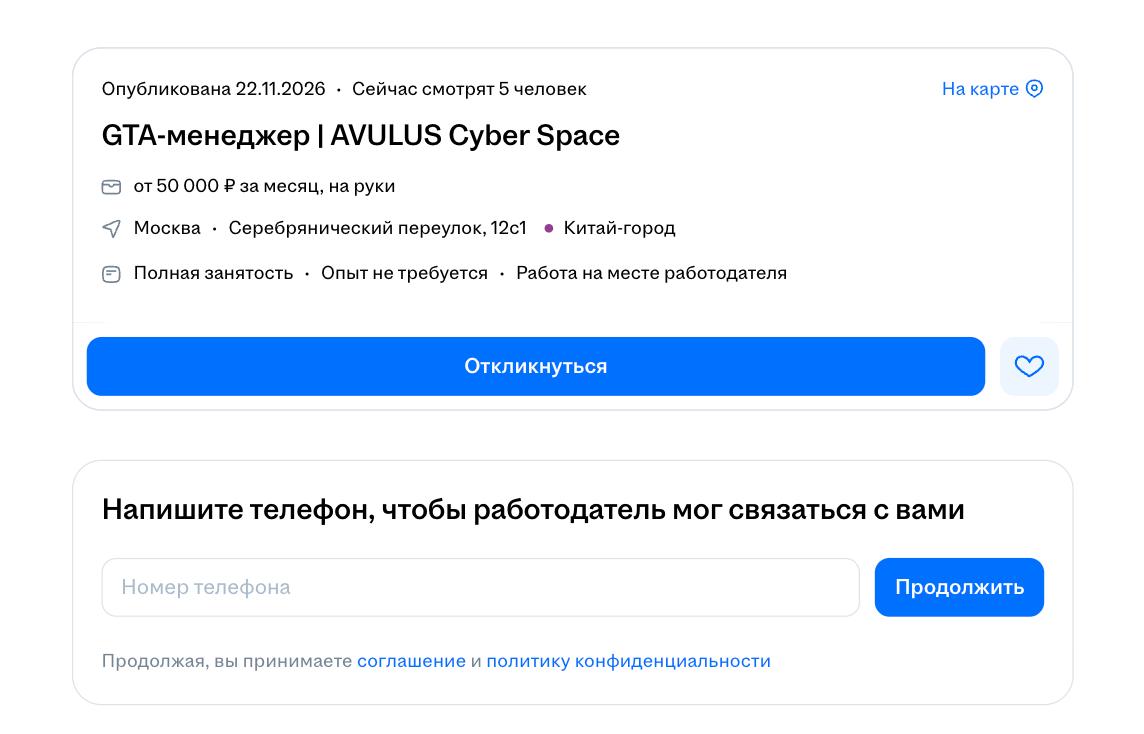 Опубликована 22.11.2026 · Сейчас смотрят 5 человек На карте
GTA-менеджер | AVULUS Cyber Space
от 50 000 ₽ за месяц, на руки
Москва · Серебрянический переулок, 12с1 • Китай-город
Полная занятость · Опыт не требуется · Работа на месте работодателя
Откликнуться
Напишите телефон, чтобы работодатель мог связаться с вами
Номер телефона Продолжить
Продолжая, вы принимаете соглашение и политику конфиденциальности